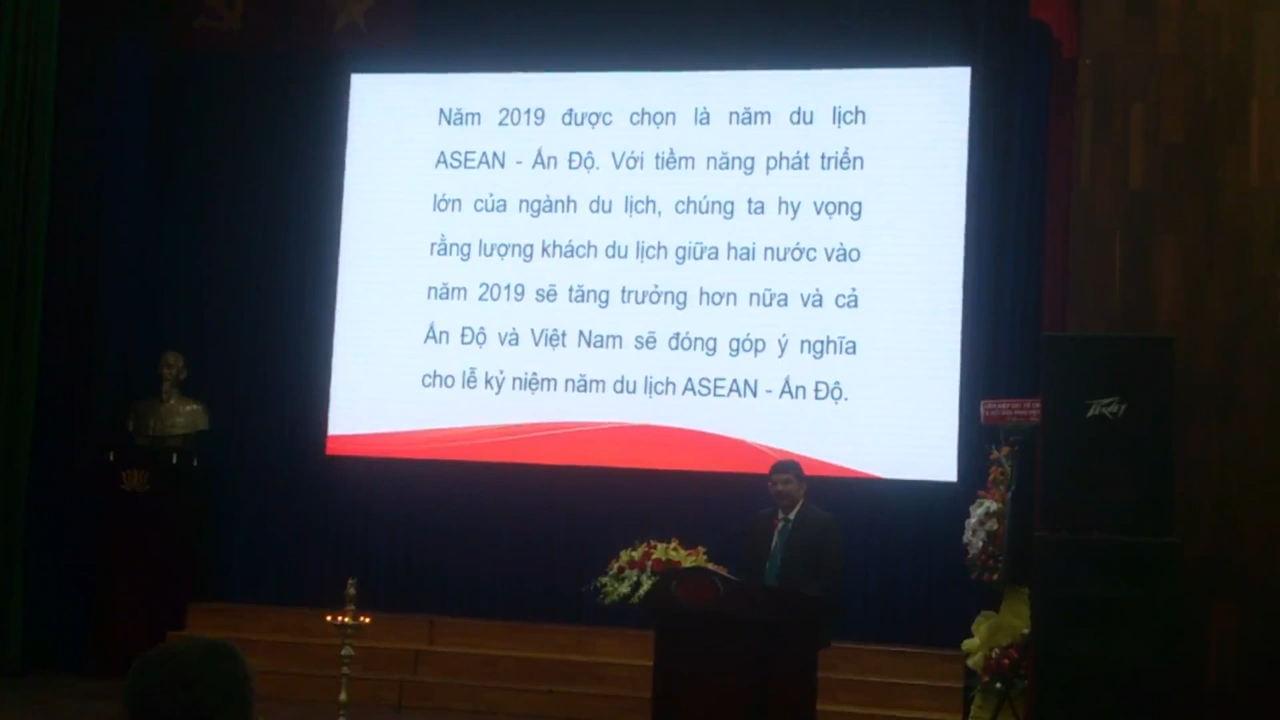 Năm 2019 được chọn là năm du lịch
ASEAN - Ấn Độ. Với tiềm năng phát triển
lớn của ngành du lịch, chúng ta hy vọng
rằng lượng khách du lịch giữa hai nước vào
năm 2019 sẽ tăng trưởng hơn nữa và cả
Ấn Độ và Việt Nam sẽ đóng góp ý nghĩa
cho lễ kỷ niệm năm du lịch ASEAN - Ấn Độ.
PEAVEY